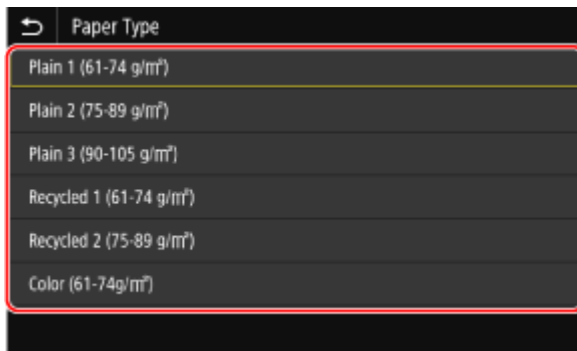 Paper Type
Plain 1 (61-74 g/m²)
Plain 2 (75-89 g/m²)
Plain 3 (90-105 g/m²)
Recycled 1 (61-74 g/m²)
Recycled 2 (75-89 g/m²)
Color (61-74g/m²)